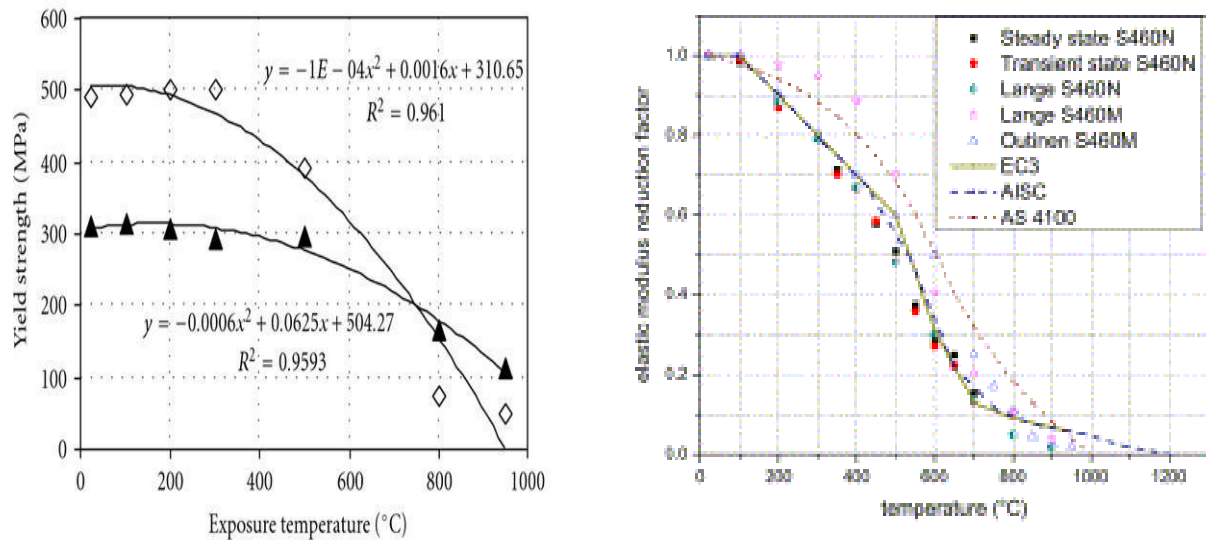 600
500
400
300
200
100
0
Yield strength (MPa)
y = −1E − 04x² + 0.0016x + 310.65
R² = 0.961
y = −0.0006x² + 0.0625x + 504.27
R² = 0.9593
0 200 400 600 800 1000
Exposure temperature (°C)
1.0
0.8
0.6
0.4
0.2
0.0
elastic modulus reduction factor
Steady state S460N
Transient state S460N
Lange S460N
Lange S460M
Outinen S460M
EC3
AISC
AS 4100
0 200 400 600 800 1000 1200
temperature (°C)